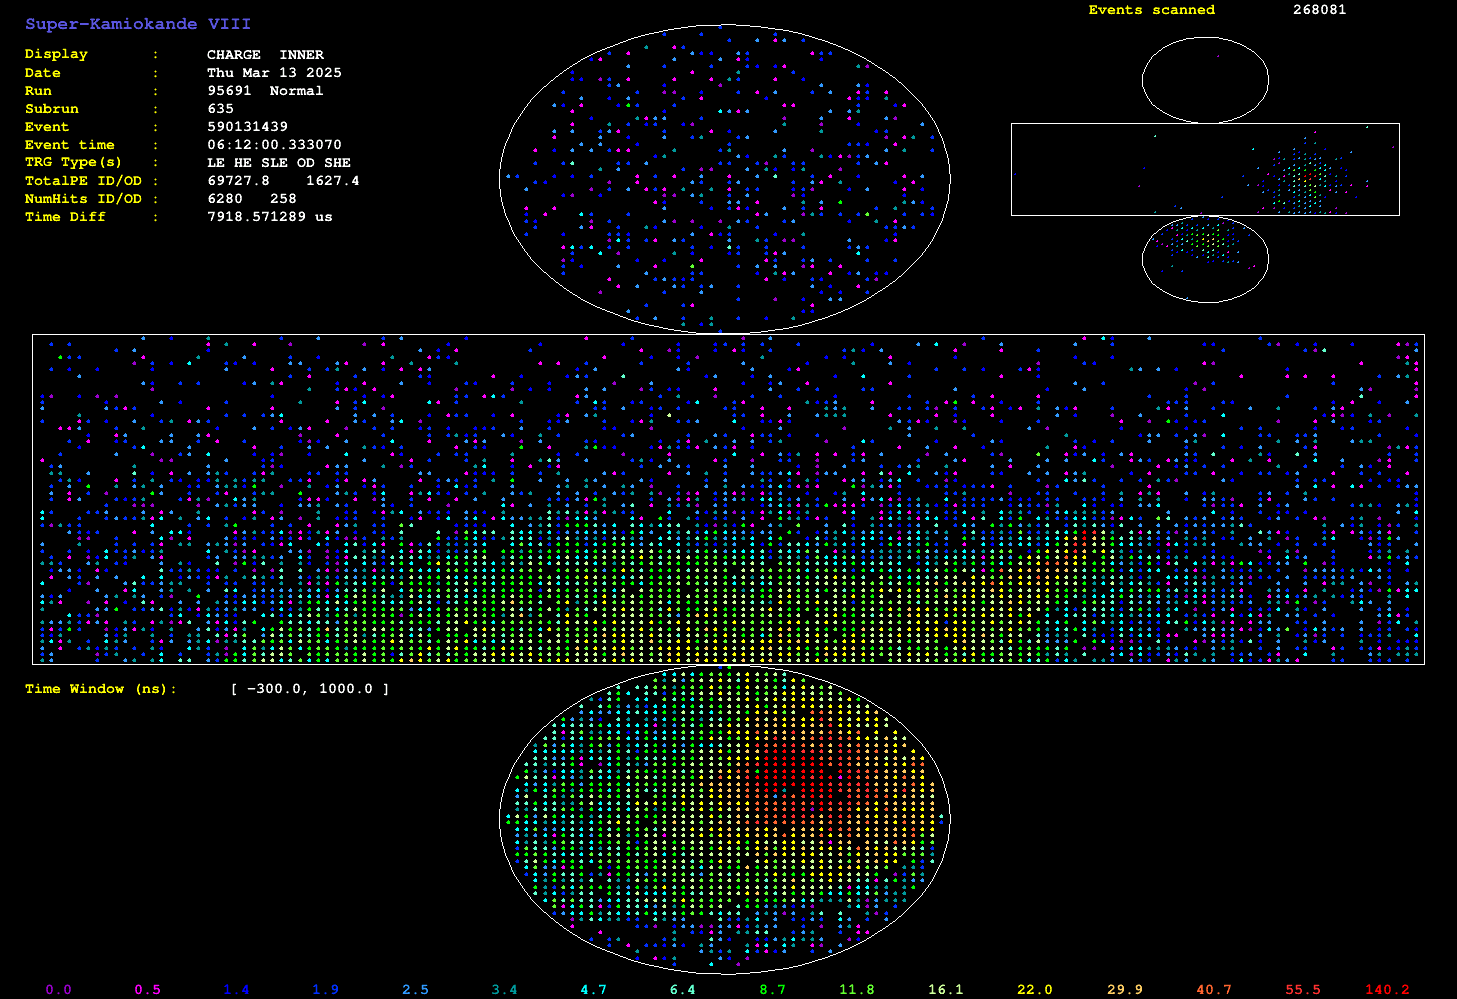 Super-Kamiokande VIII
Events scanned 268081
Display : CHARGE INNER
Date : Thu Mar 13 2025
Run : 95691 Normal
Subrun : 635
Event : 590131439
Event time : 06:12:00.333070
TRG Type(s) : LE HE SLE OD SHE
TotalPE ID/OD : 69727.8 1627.4
NumHits ID/OD : 6280 258
Time Diff : 7918.571289 us
Time Window (ns): [ -300.0, 1000.0 ]
0.0 0.5 1.4 1.9 2.5 3.4 4.7 6.4 8.7 11.8 16.1 22.0 29.9 40.7 55.5 140.2